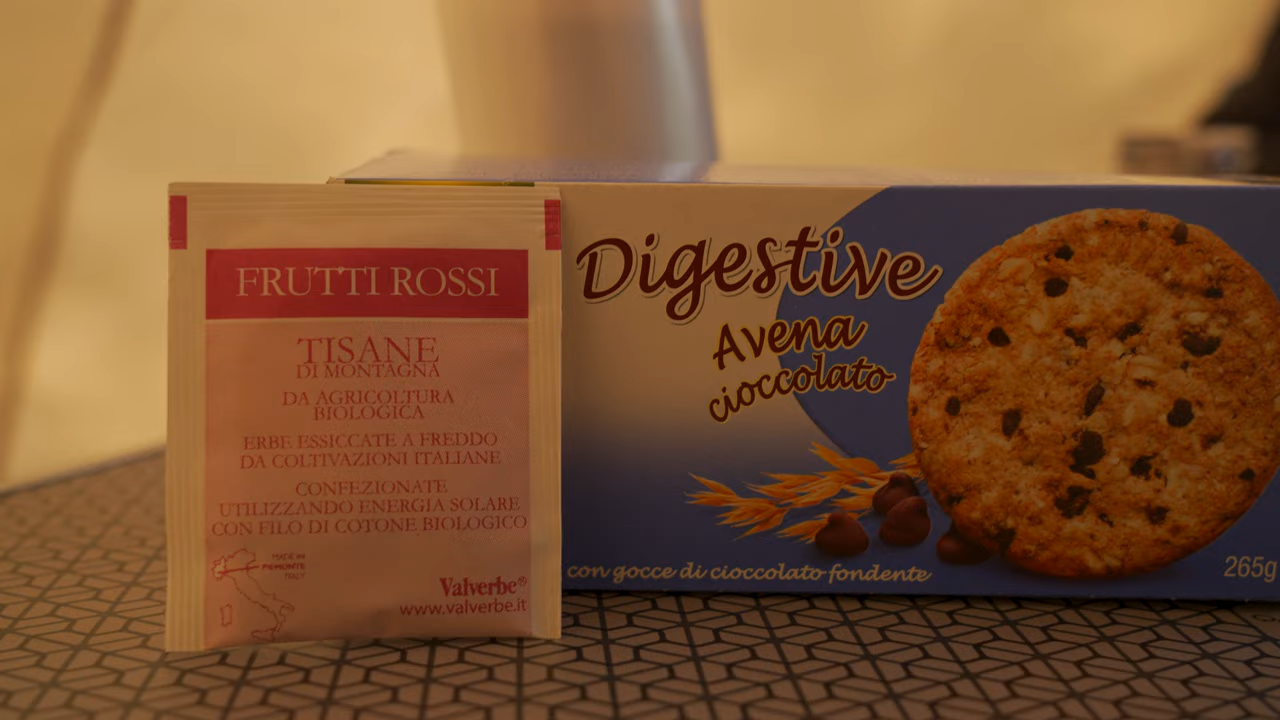 FRUTTI ROSSI
TISANE
DI MONTAGNA
DA AGRICOLTURA
BIOLOGICA
ERBE ESSICCATE A FREDDO
DA COLTIVAZIONI ITALIANE
CONFEZIONATE
UTILIZZANDO ENERGIA SOLARE
CON FILO DI COTONE BIOLOGICO
MADE IN
PIEMONTE
ITALY
Valverbe®
www.valverbe.it
Digestive
Avena
cioccolato
con gocce di cioccolato fondente
265g